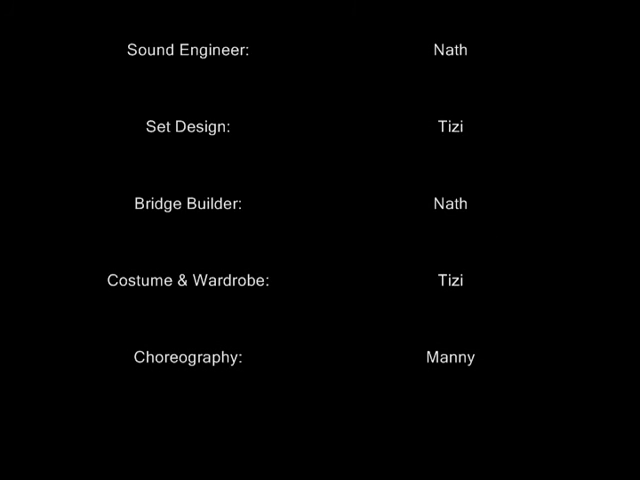 Sound Engineer: Nath
Set Design: Tizi
Bridge Builder: Nath
Costume & Wardrobe: Tizi
Choreography: Manny